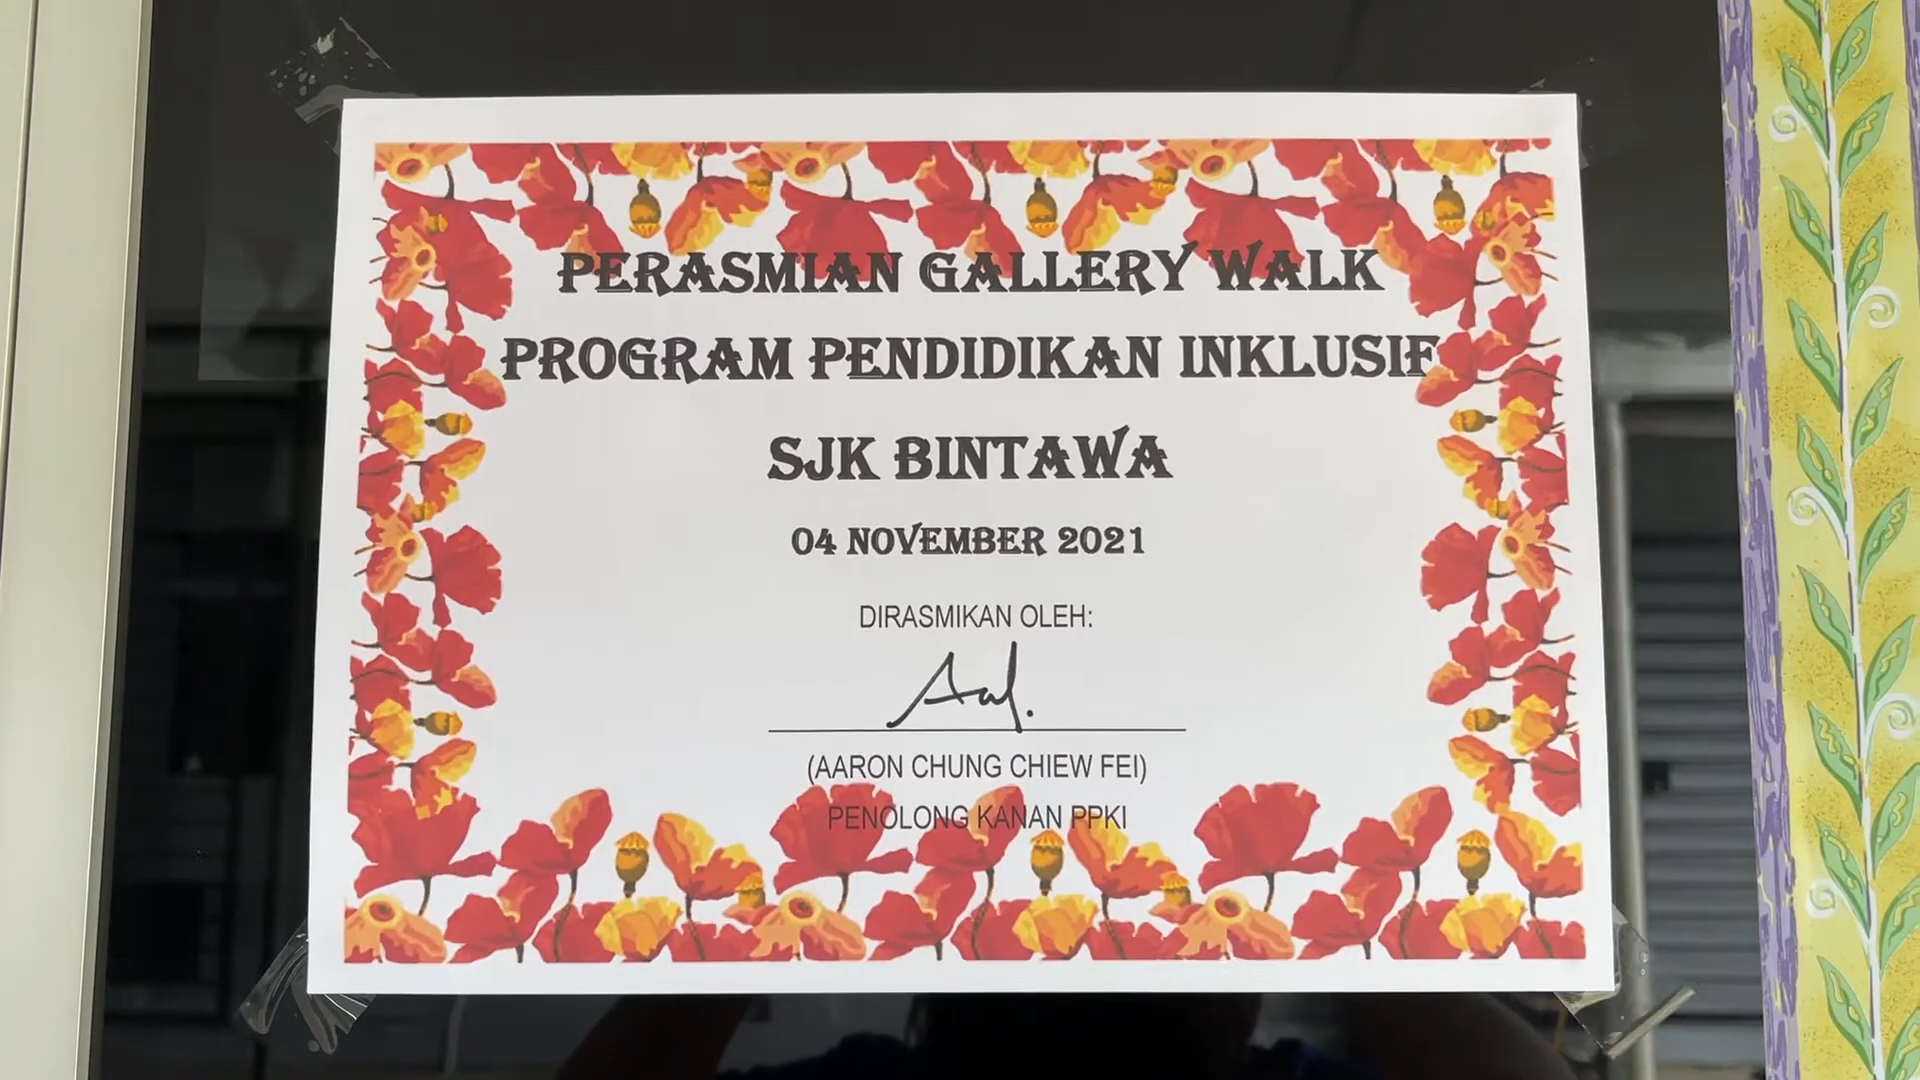 PERASMIAN GALLERY WALK
PROGRAM PENDIDIKAN INKLUSIF
SJK BINTAWA
04 NOVEMBER 2021
DIRASMIKAN OLEH:
(AARON CHUNG CHIEW FEI)
PENOLONG KANAN PPKI